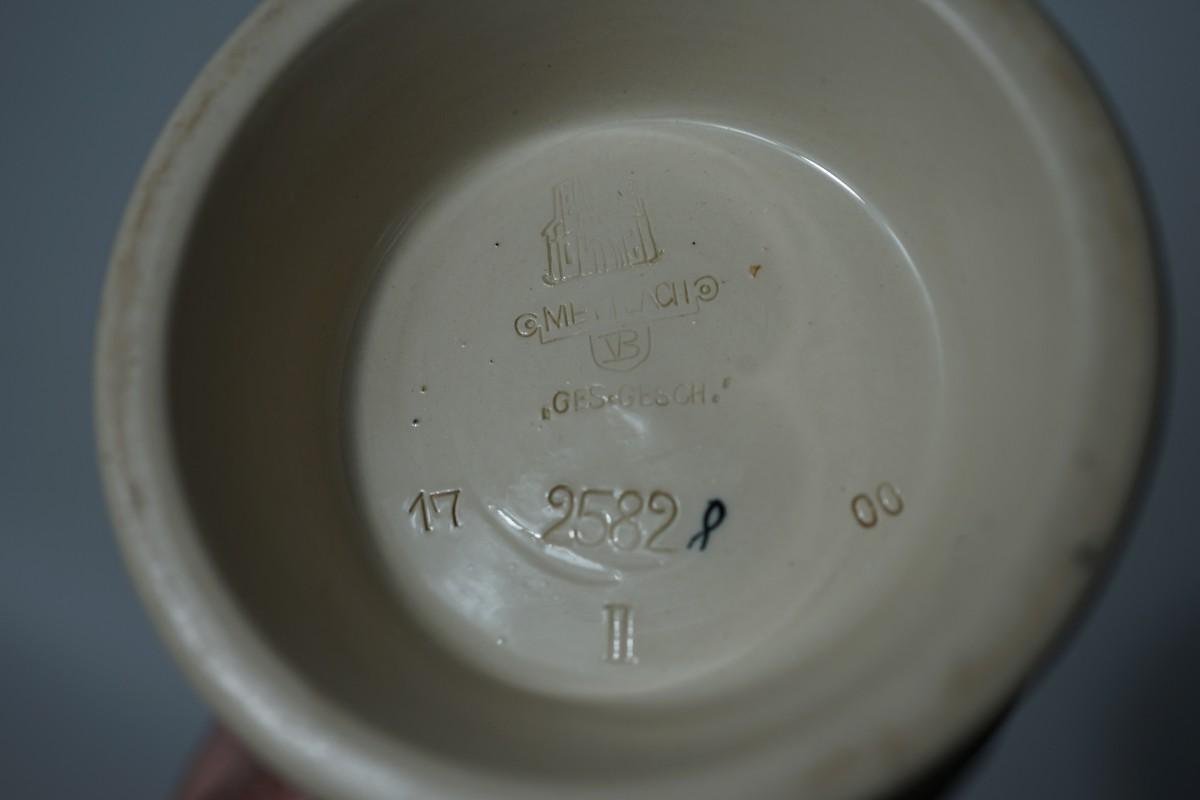 METTLACH
VB
„GES·GESCH.“
17 2582 8 00
II